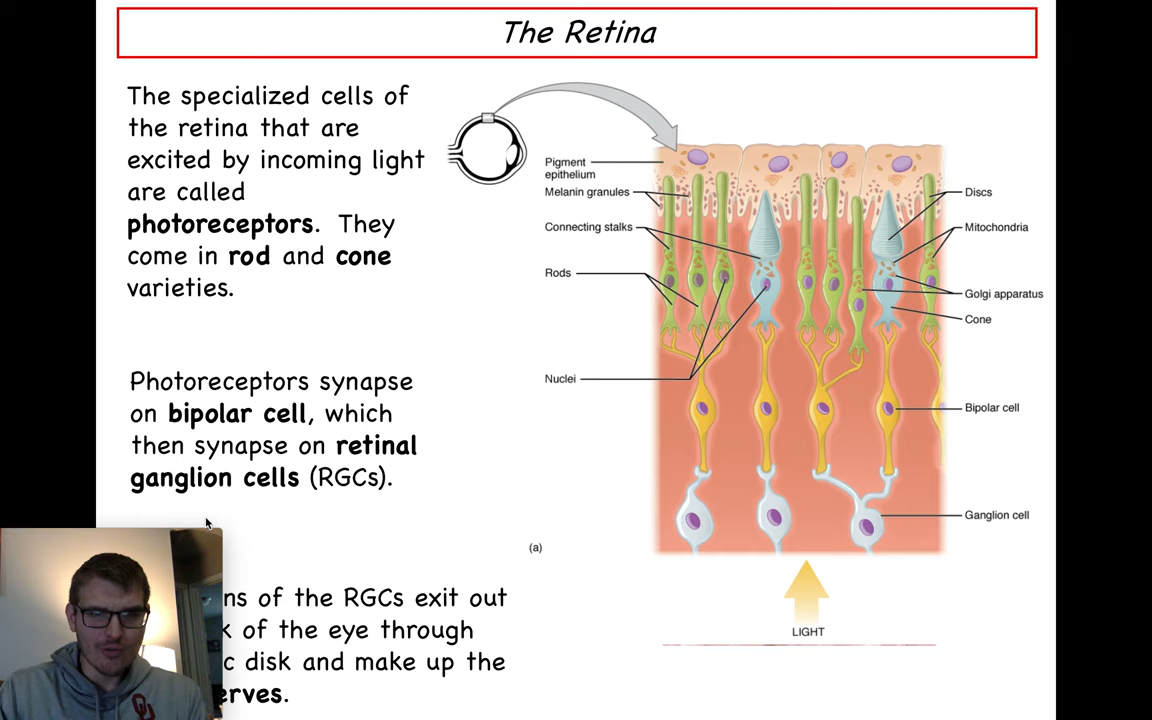 The Retina
The specialized cells of
the retina that are
excited by incoming light
are called
photoreceptors. They
come in rod and cone
varieties.
Photoreceptors synapse
on bipolar cell, which
then synapse on retinal
ganglion cells (RGCs).
of the RGCs exit out
of the eye through
disk and make up the
Pigment
epithelium
Melanin granules
Connecting stalks
Rods
Nuclei
Discs
Mitochondria
Golgi apparatus
Cone
Bipolar cell
Ganglion cell
(a)
LIGHT
OU